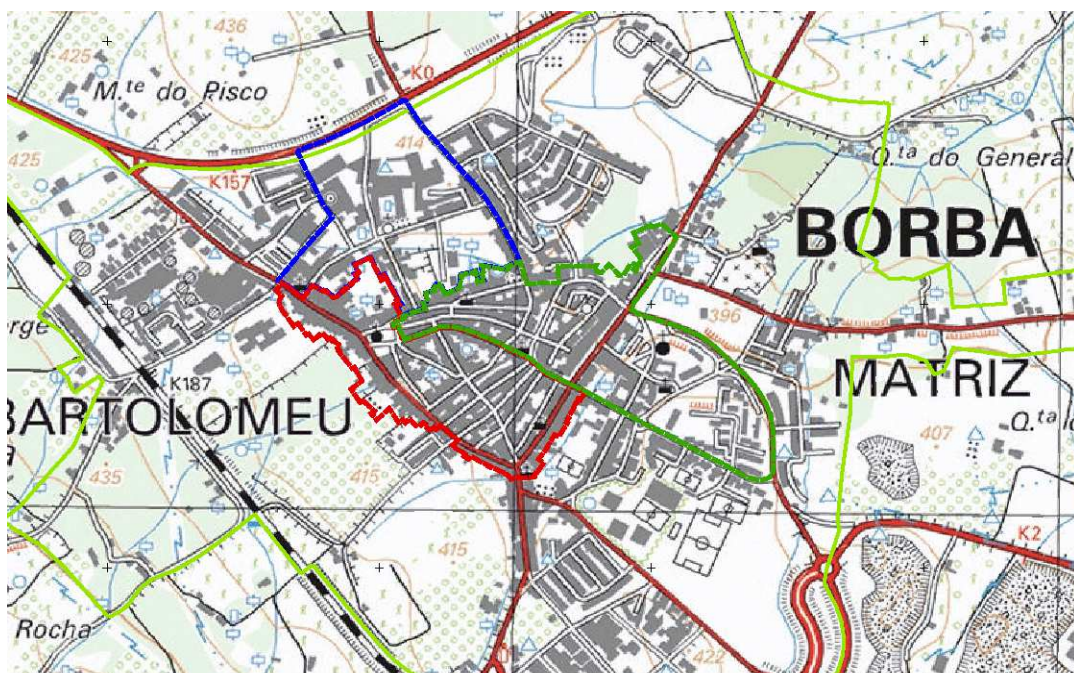 436
425
K0
M.te do Pisco
414
425
K157
Q.ta do General
BORBA
396
K187
MATRIZ
BARTOLOMEU
407
435
415
415
K2
Rocha
422